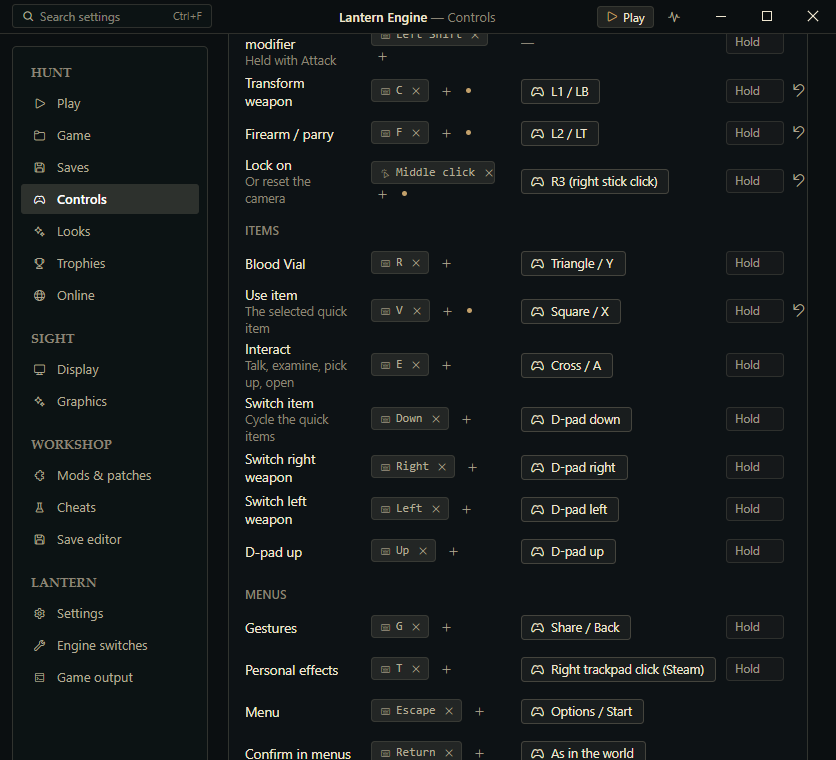 Search settings Ctrl+F
Lantern Engine — Controls
Play
HUNT
Play
Game
Saves
Controls
Looks
Trophies
Online
SIGHT
Display
Graphics
WORKSHOP
Mods & patches
Cheats
Save editor
LANTERN
Settings
Engine switches
Game output
modifier Left Shift × — Hold
Held with Attack +
Transform
weapon C × + L1 / LB Hold
Firearm / parry F × + L2 / LT Hold
Lock on
Or reset the
camera Middle click × + R3 (right stick click) Hold
ITEMS
Blood Vial R × + Triangle / Y Hold
Use item
The selected quick
item V × + Square / X Hold
Interact
Talk, examine, pick
up, open E × + Cross / A Hold
Switch item
Cycle the quick
items Down × + D-pad down Hold
Switch right
weapon Right × + D-pad right Hold
Switch left
weapon Left × + D-pad left Hold
D-pad up Up × + D-pad up Hold
MENUS
Gestures G × + Share / Back Hold
Personal effects T × + Right trackpad click (Steam) Hold
Menu Escape × + Options / Start
Confirm in menus Return × + As in the world